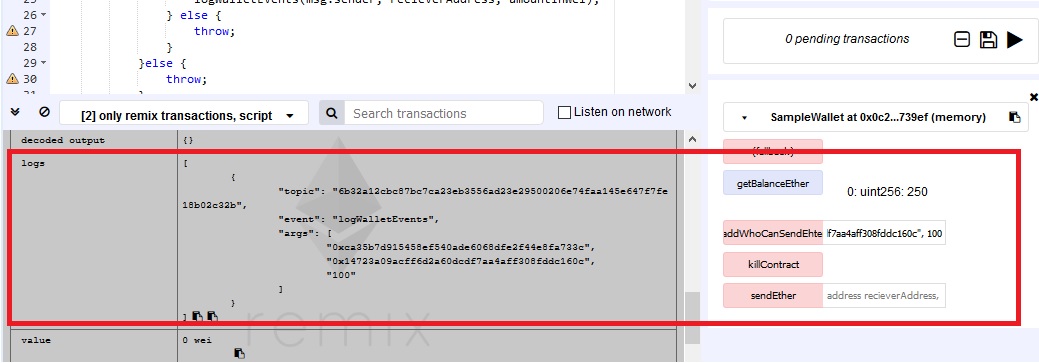 logWalletEvents(msg.sender, recieverAddress, amountInWei);
26 } else {
27 throw;
28 }
29 }else {
30 throw;
31 }
[2] only remix transactions, script
Search transactions
Listen on network
decoded output {}
logs [
{
"topic": "6b32a12cbc87bc7ca23eb3556ad23e29500206e74faa145e647f7fe
18b02c32b",
"event": "logWalletEvents",
"args": [
"0xca35b7d915458ef540ade6068dfe2f44e8fa733c",
"0x14723a09acff6d2a60dcdf7aa4aff308fddc160c",
"100"
]
}
]
remix
value 0 wei
0 pending transactions
SampleWallet at 0x0c2...739ef (memory)
(fallback)
getBalanceEther
0: uint256: 250
addWhoCanSendEhte lf7aa4aff308fddc160c", 100
killContract
sendEther address recieverAddress,